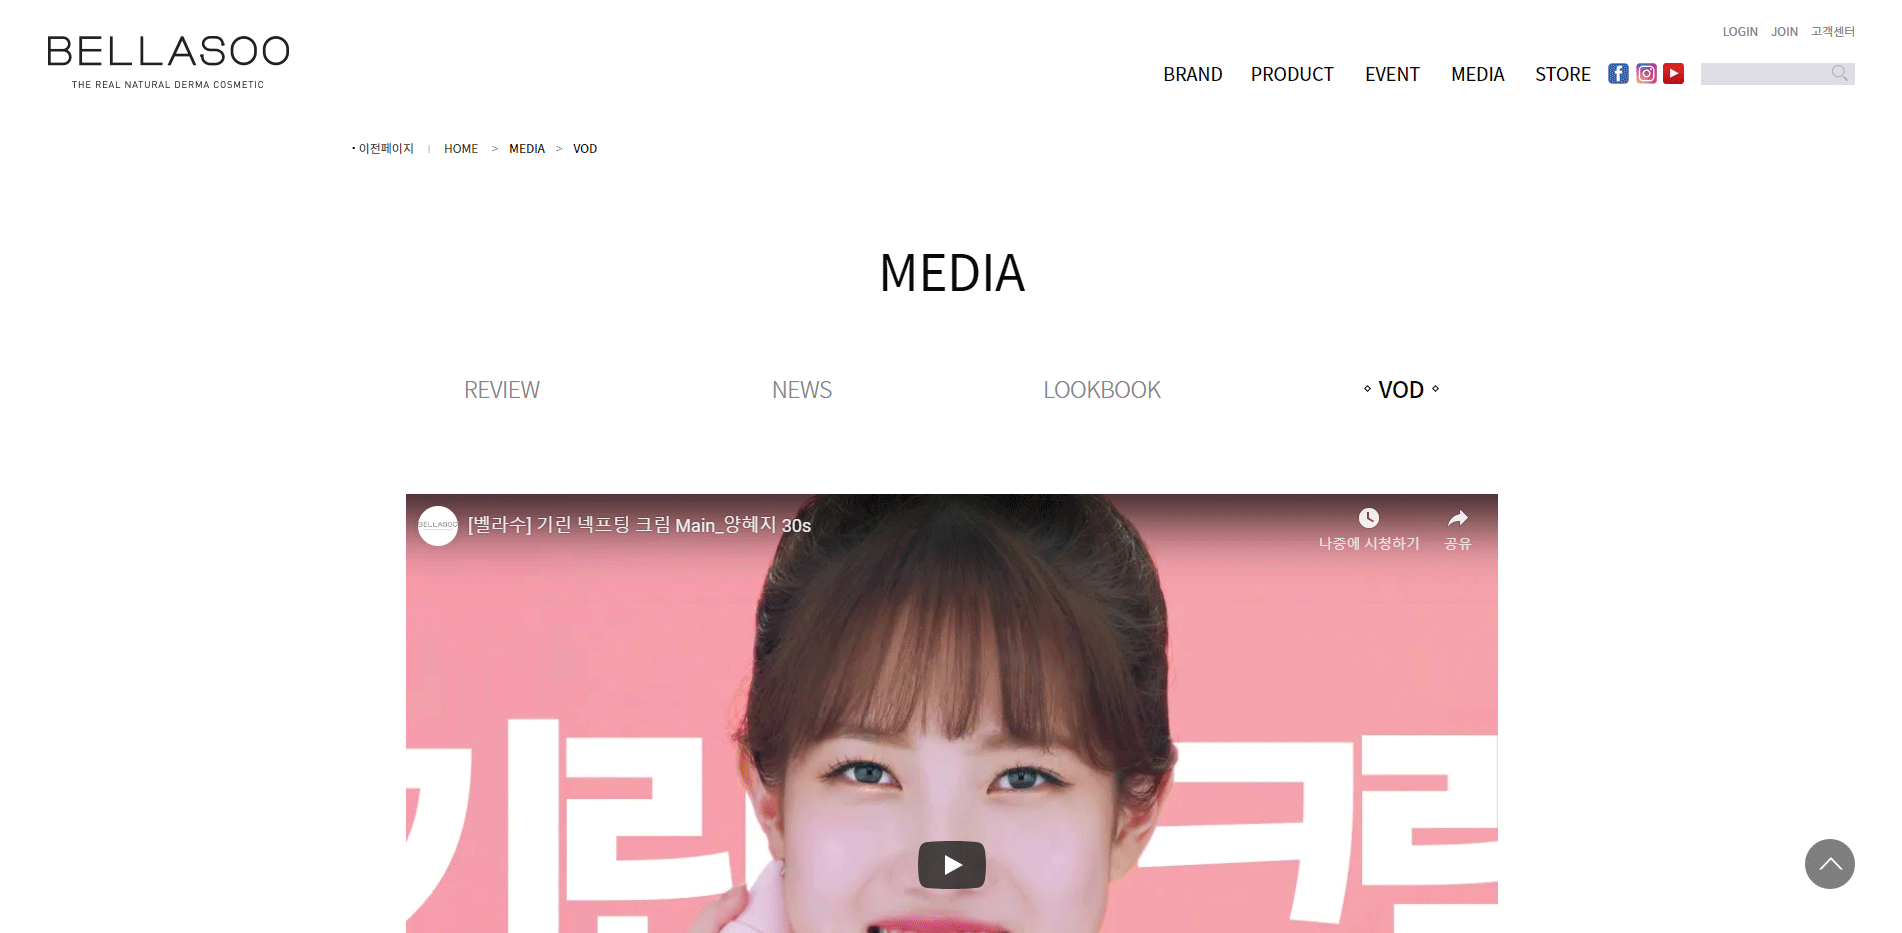 LOGIN JOIN 고객센터
BELLASOO
THE REAL NATURAL DERMA COSMETIC
BRAND PRODUCT EVENT MEDIA STORE
• 이전페이지 | HOME > MEDIA > VOD
MEDIA
REVIEW NEWS LOOKBOOK VOD
BELLASOO [벨라수] 기린 넥프팅 크림 Main_양혜지 30s
나중에 시청하기 공유
기린 크림